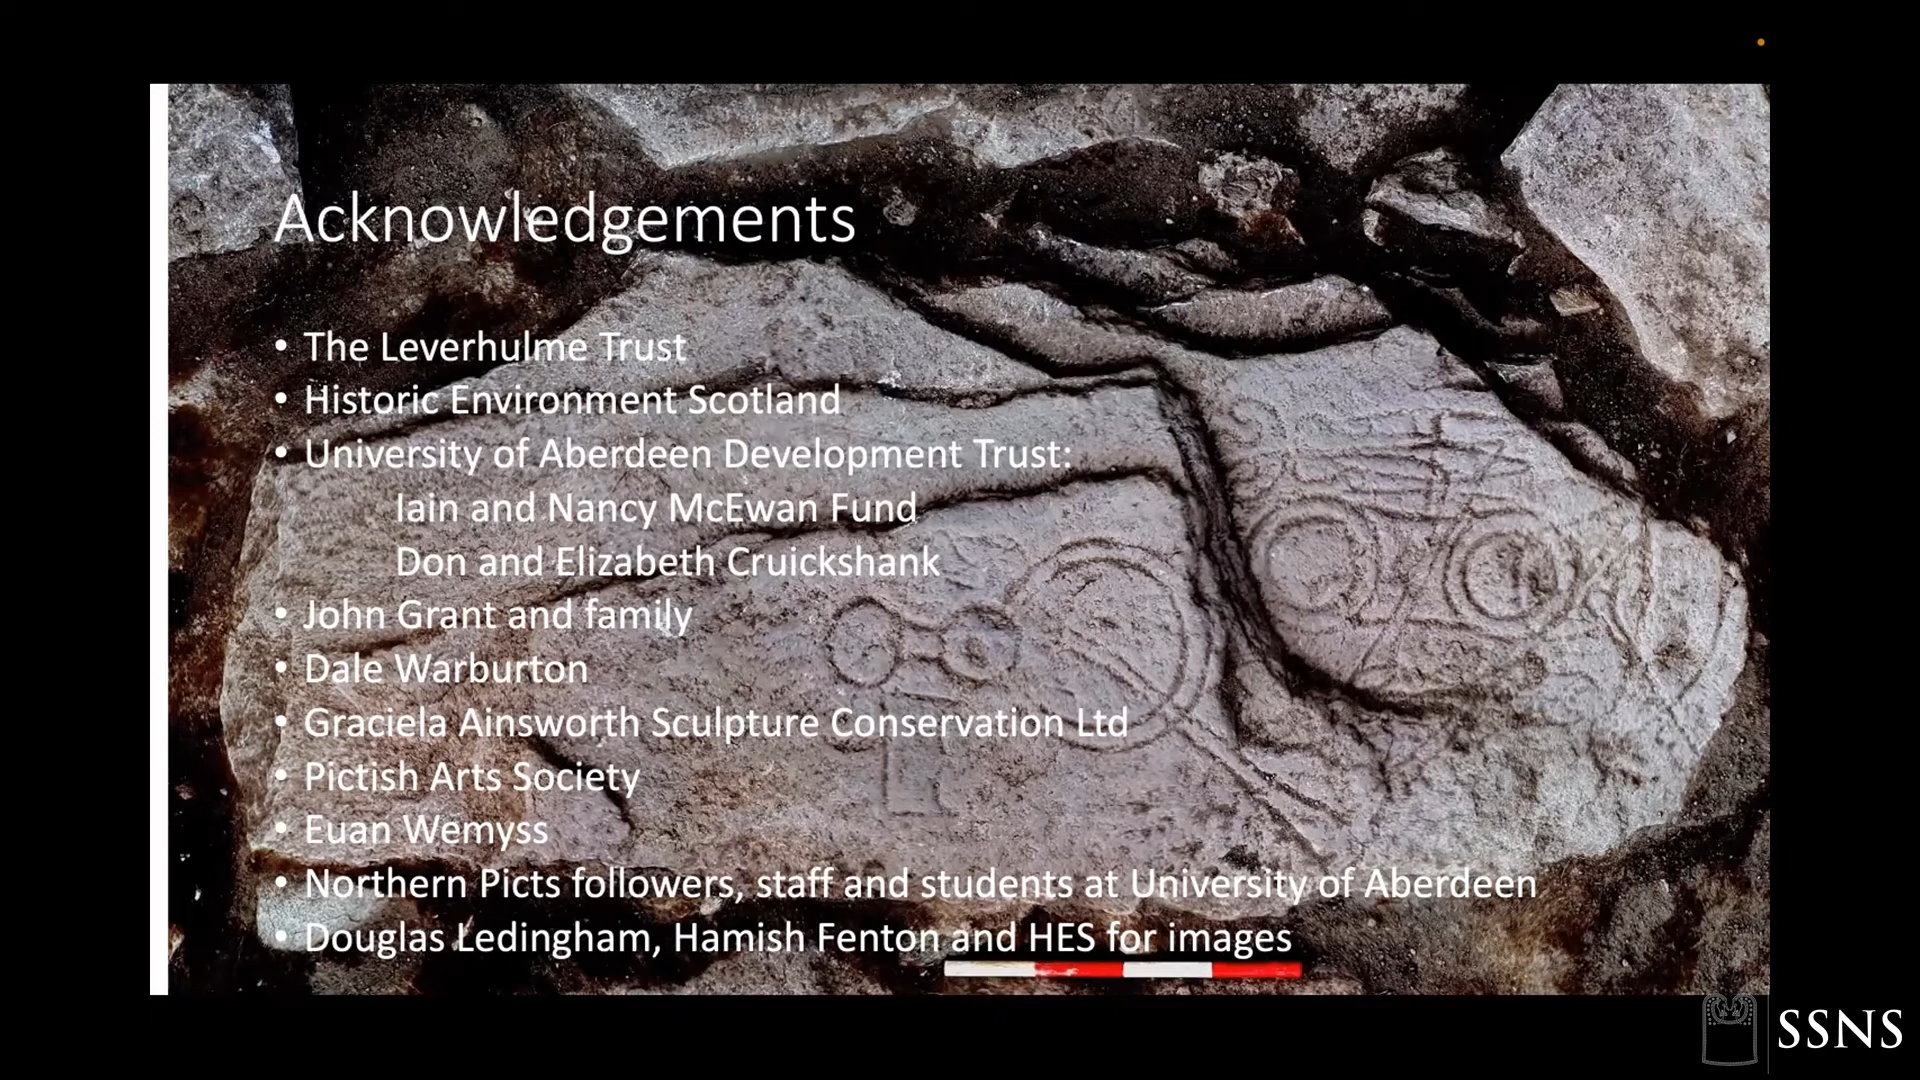 Acknowledgements
• The Leverhulme Trust
• Historic Environment Scotland
• University of Aberdeen Development Trust:
Iain and Nancy McEwan Fund
Don and Elizabeth Cruickshank
• John Grant and family
• Dale Warburton
• Graciela Ainsworth Sculpture Conservation Ltd
• Pictish Arts Society
• Euan Wemyss
• Northern Picts followers, staff and students at University of Aberdeen
• Douglas Ledingham, Hamish Fenton and HES for images
SSNS